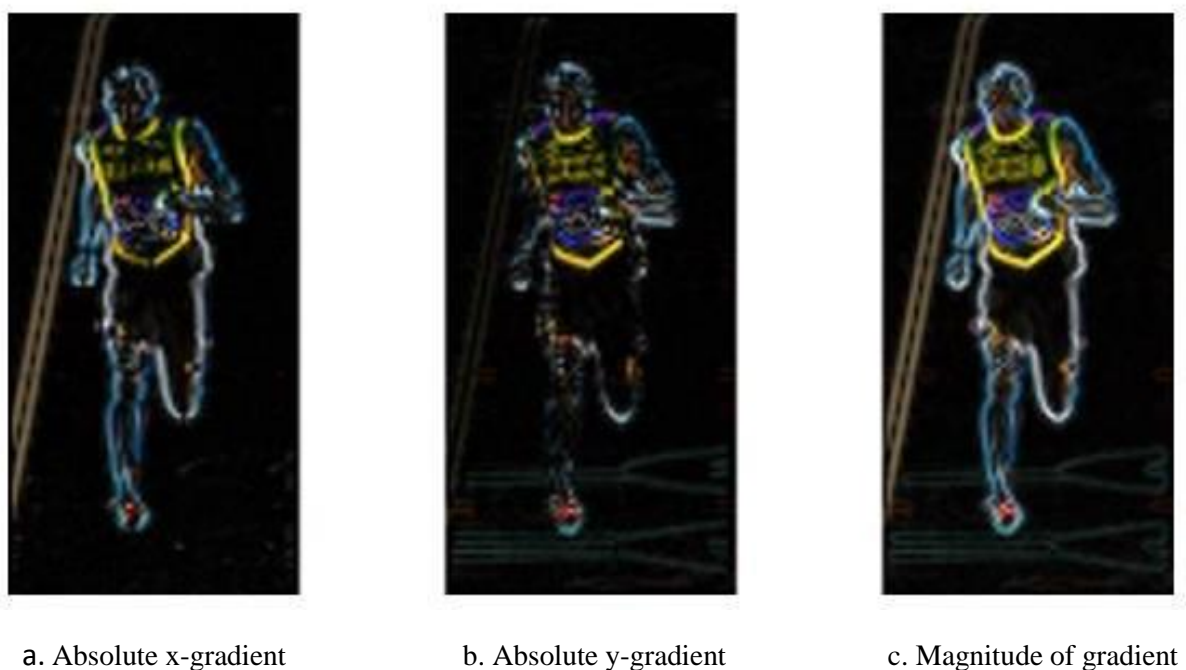 a. Absolute x-gradient
b. Absolute y-gradient
c. Magnitude of gradient